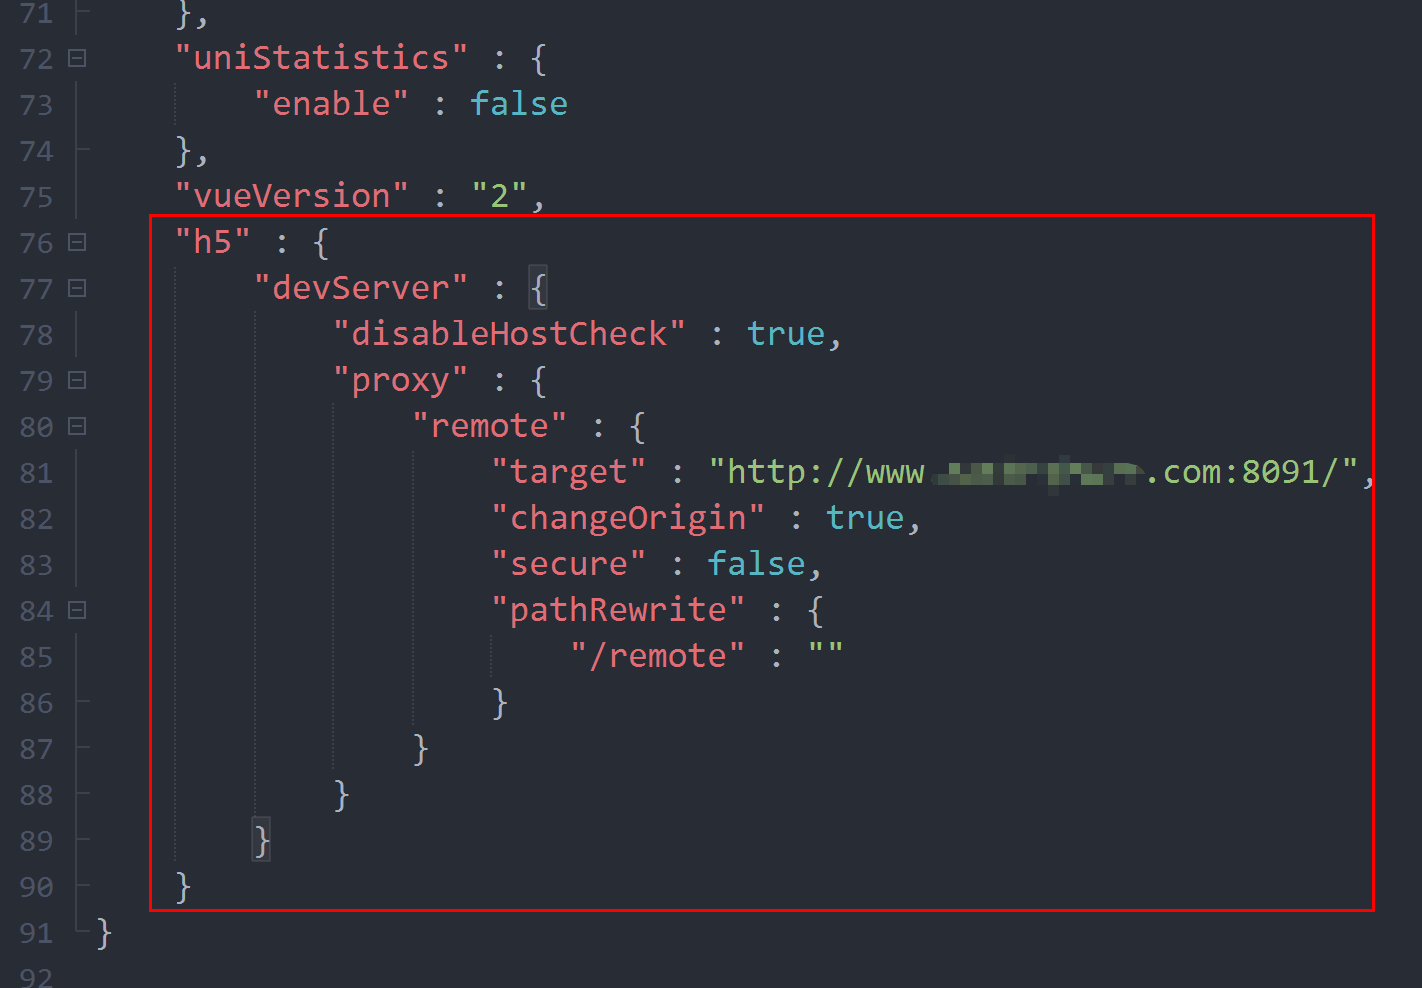 71 },
72 "uniStatistics" : {
73 "enable" : false
74 },
75 "vueVersion" : "2",
76 "h5" : {
77 "devServer" : {
78 "disableHostCheck" : true,
79 "proxy" : {
80 "remote" : {
81 "target" : "http://www .com:8091/",
82 "changeOrigin" : true,
83 "secure" : false,
84 "pathRewrite" : {
85 "/remote" : ""
86 }
87 }
88 }
89 }
90 }
91 }
92